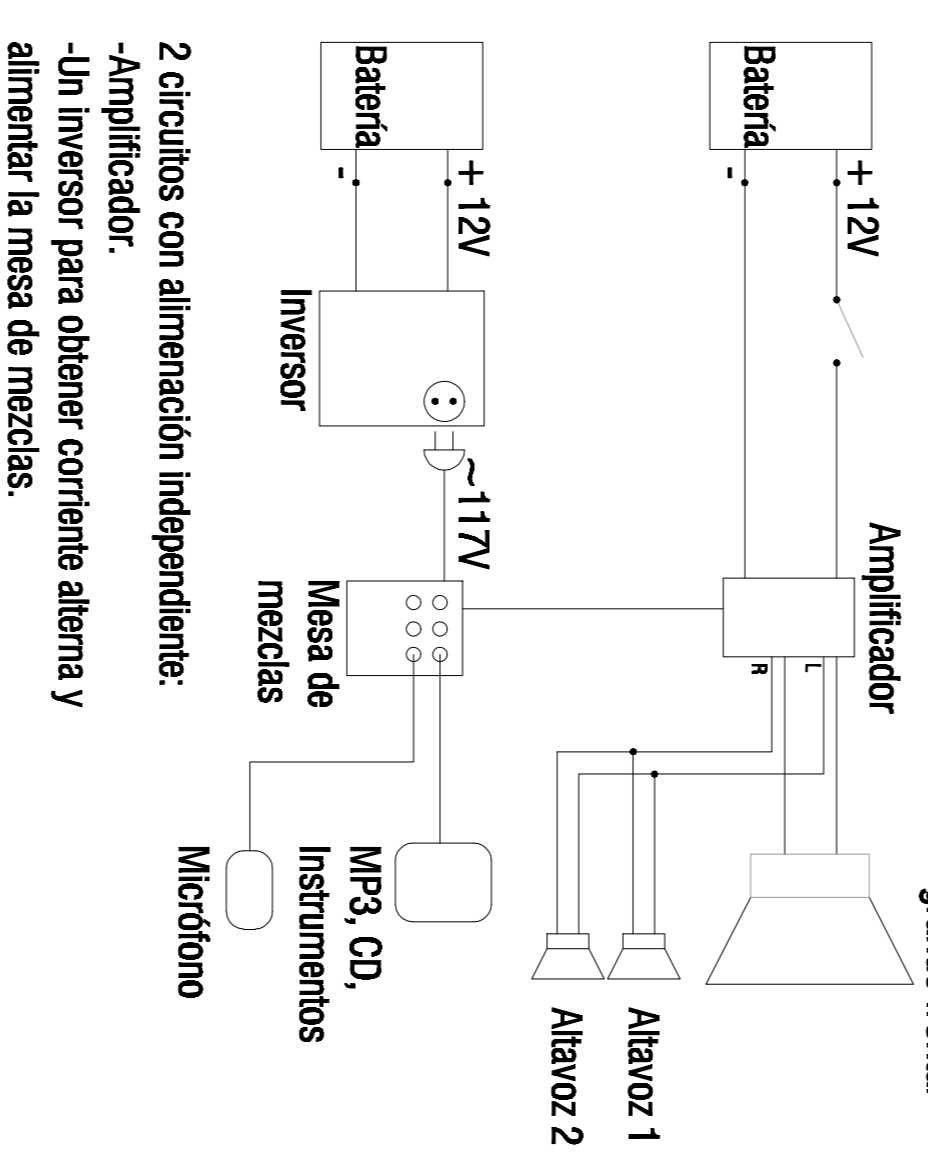 Amplificador
+ 12V
Batería
-
L
R
Altavoz 1
Altavoz 2
+ 12V
~117V
Batería
-
Inversor
Mesa de
mezclas
MP3, CD,
Instrumentos
Micrófono
2 circuitos con alimenación independiente:
-Amplificador.
-Un inversor para obtener corriente alterna y
alimentar la mesa de mezclas.